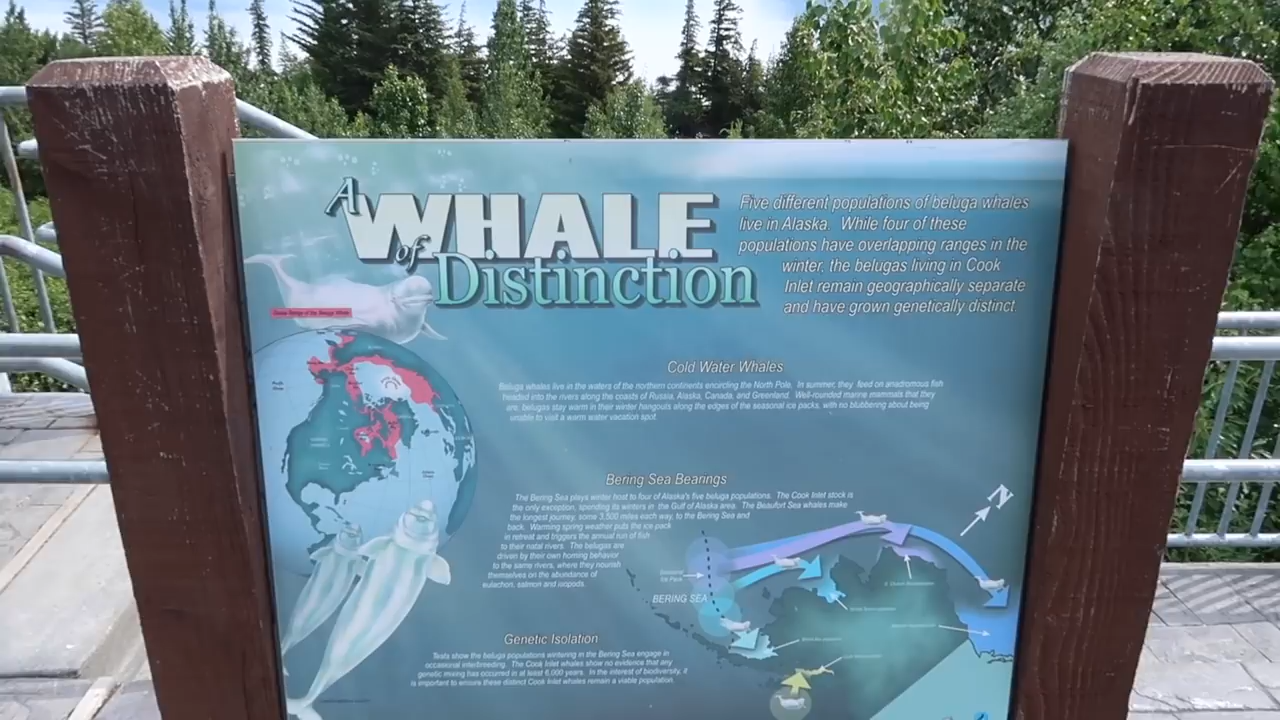 A WHALE
of Distinction
Five different populations of beluga whales
live in Alaska. While four of these
populations have overlapping ranges in the
winter, the belugas living in Cook
Inlet remain geographically separate
and have grown genetically distinct.
Cold Water Whales
Beluga whales live in the waters of the northern continents encircling the North Pole. In summer, they feed on anadromous fish
headed into the rivers along the coasts of Russia, Alaska, Canada, and Greenland. Well-rounded marine mammals that they
are, belugas stay warm in their winter hangouts along the edges of the seasonal ice packs, with no blubbering about being
unable to visit a warm water vacation spot.
Bering Sea Bearings
The Bering Sea plays winter host to four of Alaska's five beluga populations. The Cook Inlet stock is
the only exception, spending its winters in the Gulf of Alaska area. The Beaufort Sea whales make
the longest journey, some 3,500 miles each way, to the Bering Sea and
back. Warming spring weather puts the ice pack
in retreat and triggers the annual run of fish
to their natal rivers. The belugas are
driven by their own homing behavior
to the same rivers, where they nourish
themselves on the abundance of
eulachon, salmon and isopods.
N
Seasonal
Ice Pack
BERING SEA
Genetic Isolation
Tests show the beluga populations wintering in the Bering Sea engage in
occasional interbreeding. The Cook Inlet whales show no evidence that any
genetic mixing has occurred in at least 6,000 years. In the interest of biodiversity, it
is important to ensure these distinct Cook Inlet whales remain a viable population.